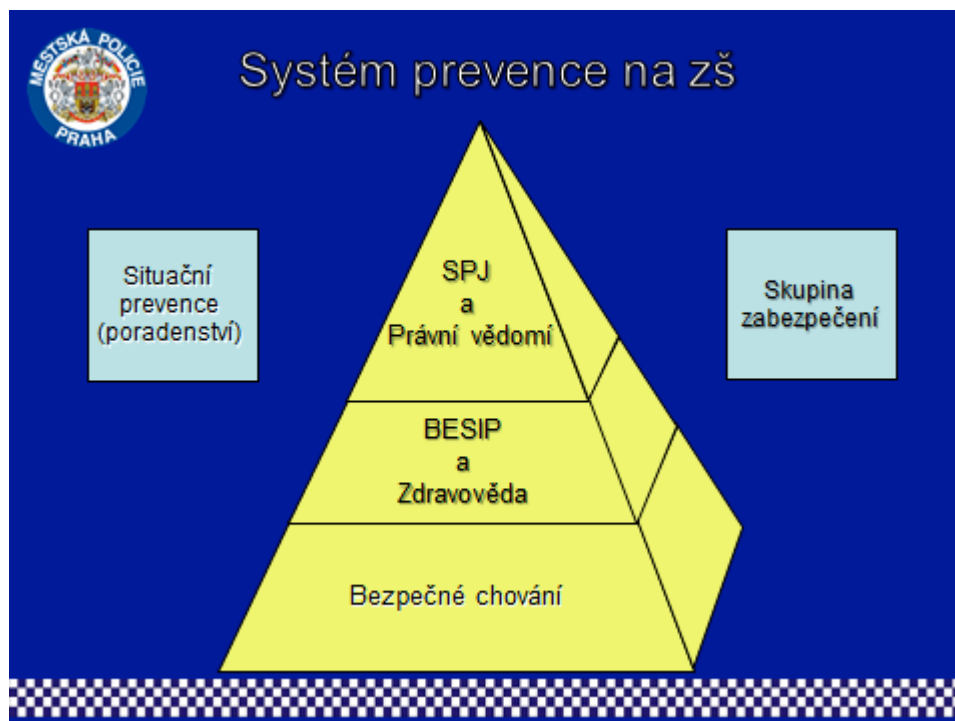 MĚSTSKÁ POLICIE
PRAHA
Systém prevence na zš
Situační
prevence
(poradenství)
SPJ
a
Právní vědomí
Skupina
zabezpečení
BESIP
a
Zdravověda
Bezpečné chování